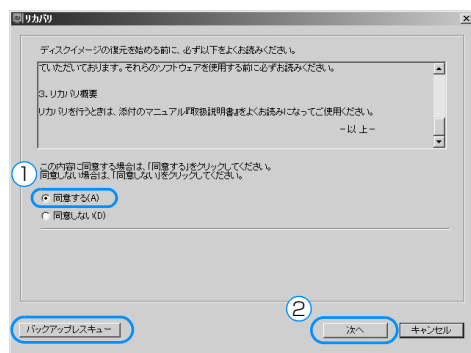 リカバリ
ディスクイメージの復元を始める前に、必ず以下をよくお読みください。
ていただいております。それらのソフトウェアを使用する前に必ずお読みください。
3. リカバリ概要
リカバリを行うときは、添付のマニュアル『取扱説明書』をよくお読みになってご使用ください。
-以上-
この内容に同意する場合は、「同意する」をクリックしてください。
同意しない場合は、「同意しない」をクリックしてください。
1
同意する(A)
同意しない(D)
2
バックアップレスキュー
次へ
キャンセル